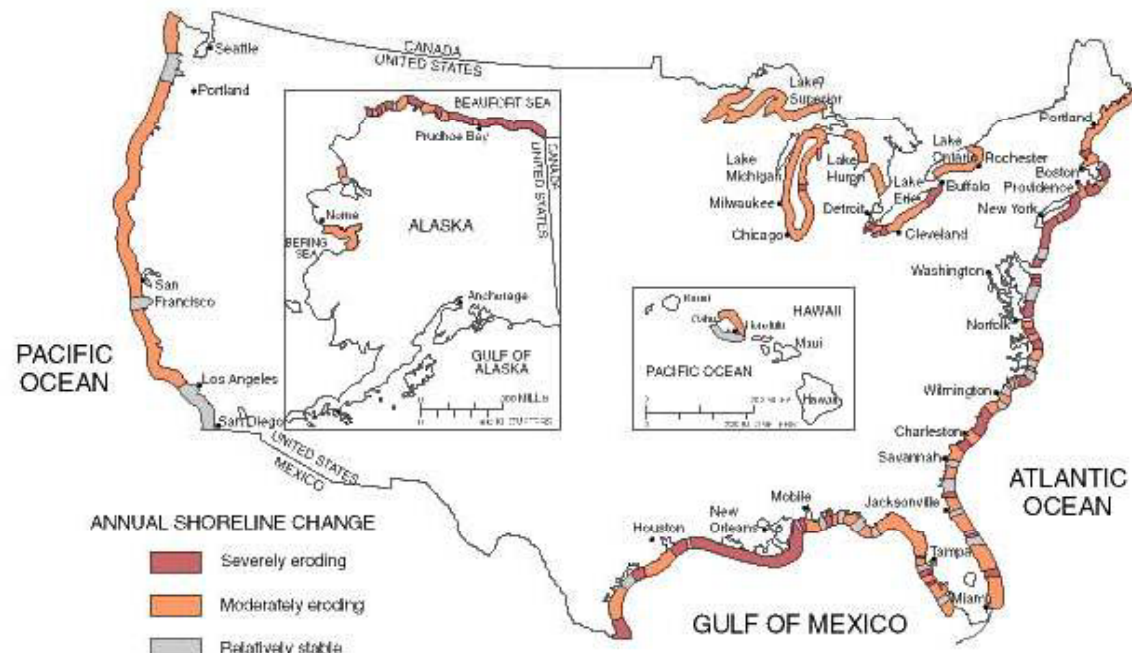 CANADA
UNITED STATES
Seattle
Portland
San
Francisco
Los Angeles
San Diego
UNITED STATES
MEXICO
PACIFIC
OCEAN
BEAUFORT SEA
Prudhoe Bay
CANADA
UNITED STATES
Nome
ALASKA
BERING
SEA
Anchorage
GULF OF
ALASKA
Superior
Lake
Michigan
Lake
Huron
Lake
Ontario
Lake
Erie
Milwaukee
Chicago
Detroit
Cleveland
Buffalo
Rochester
Portland
Boston
Providence
New York
Washington
Norfolk
Wilmington
Charleston
Savannah
Jacksonville
Tampa
Miami
Mobile
New
Orleans
Houston
HAWAII
Kauai
Oahu
Honolulu
Maui
PACIFIC OCEAN
Hawaii
ATLANTIC
OCEAN
GULF OF MEXICO
ANNUAL SHORELINE CHANGE
Severely eroding
Moderately eroding
Relatively stable